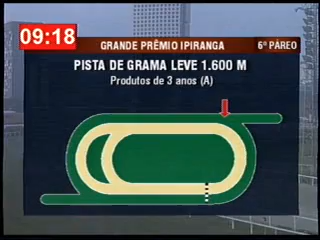 09:18
GRANDE PRÊMIO IPIRANGA
6º PÁREO
PISTA DE GRAMA LEVE 1.600 M
Produtos de 3 anos (A)